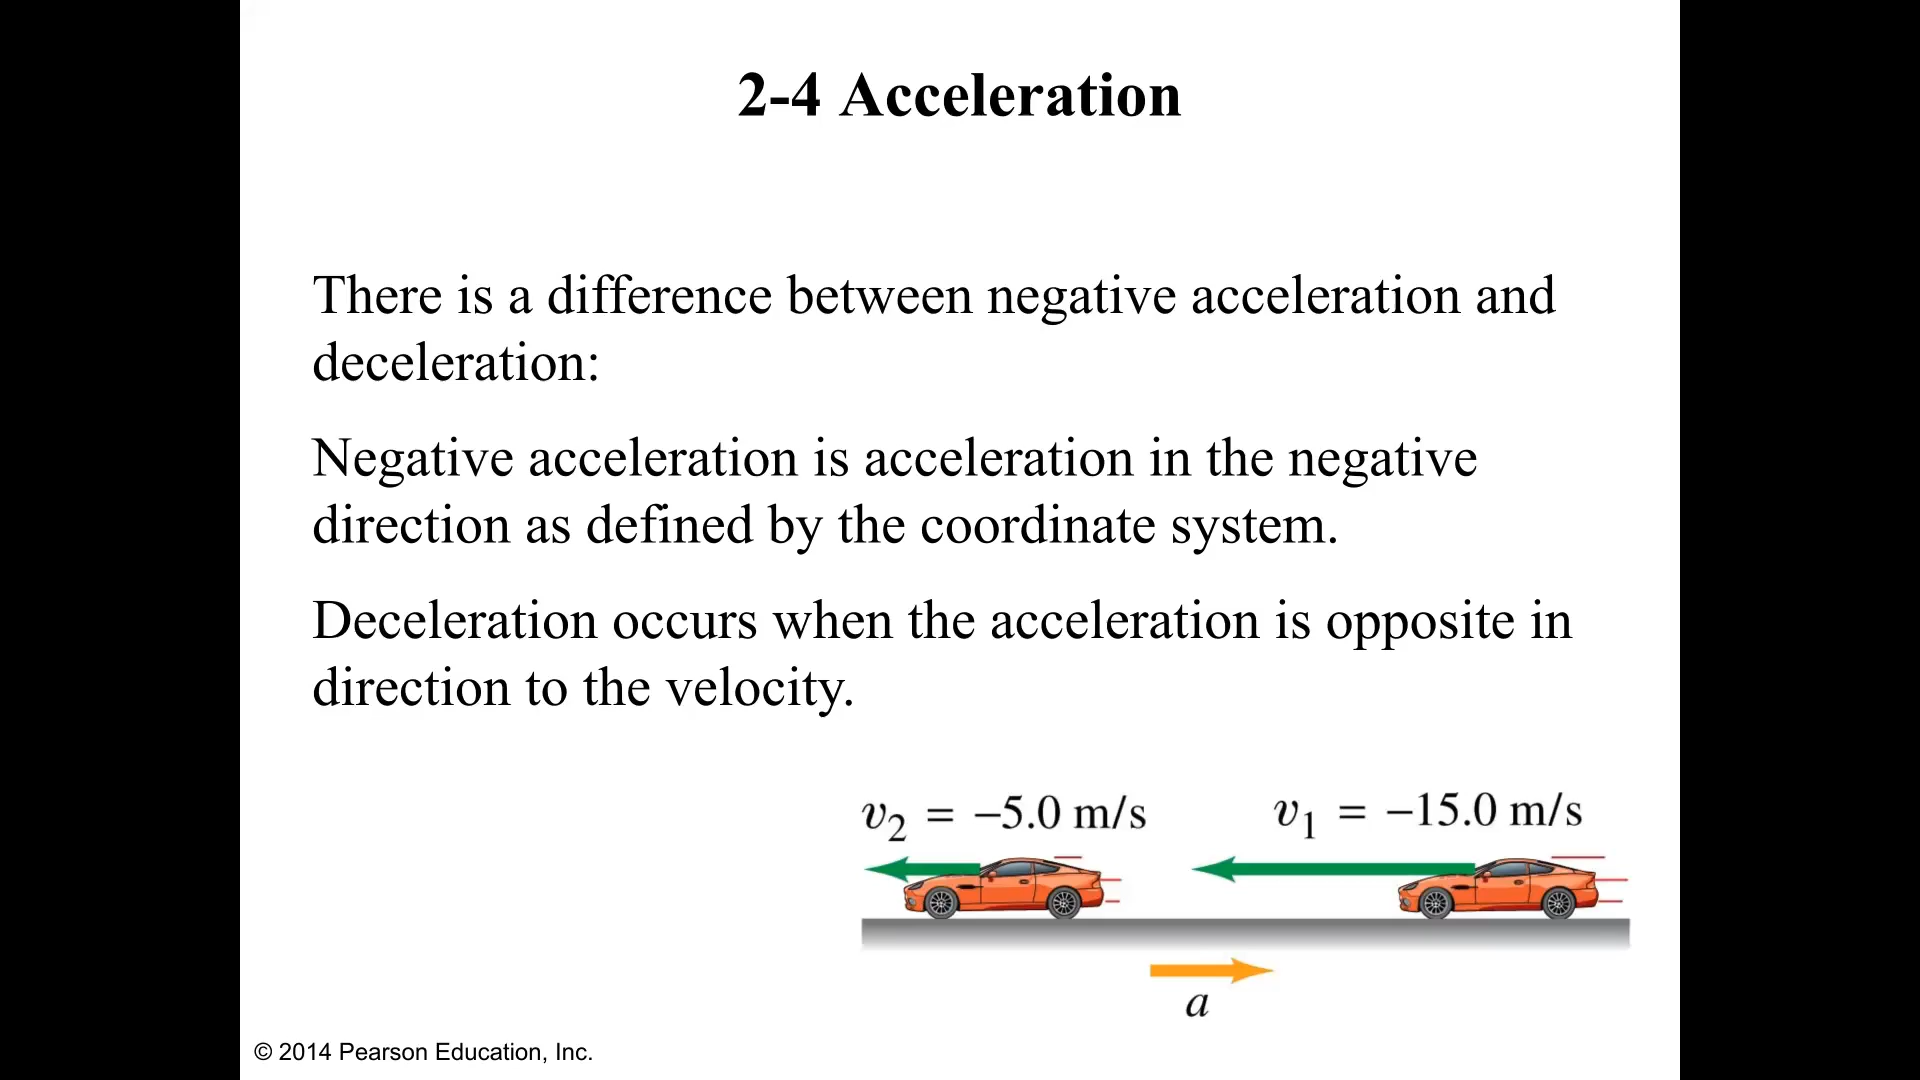 2-4 Acceleration
There is a difference between negative acceleration and
deceleration:
Negative acceleration is acceleration in the negative
direction as defined by the coordinate system.
Deceleration occurs when the acceleration is opposite in
direction to the velocity.
v₂ = −5.0 m/s
v₁ = −15.0 m/s
a
© 2014 Pearson Education, Inc.